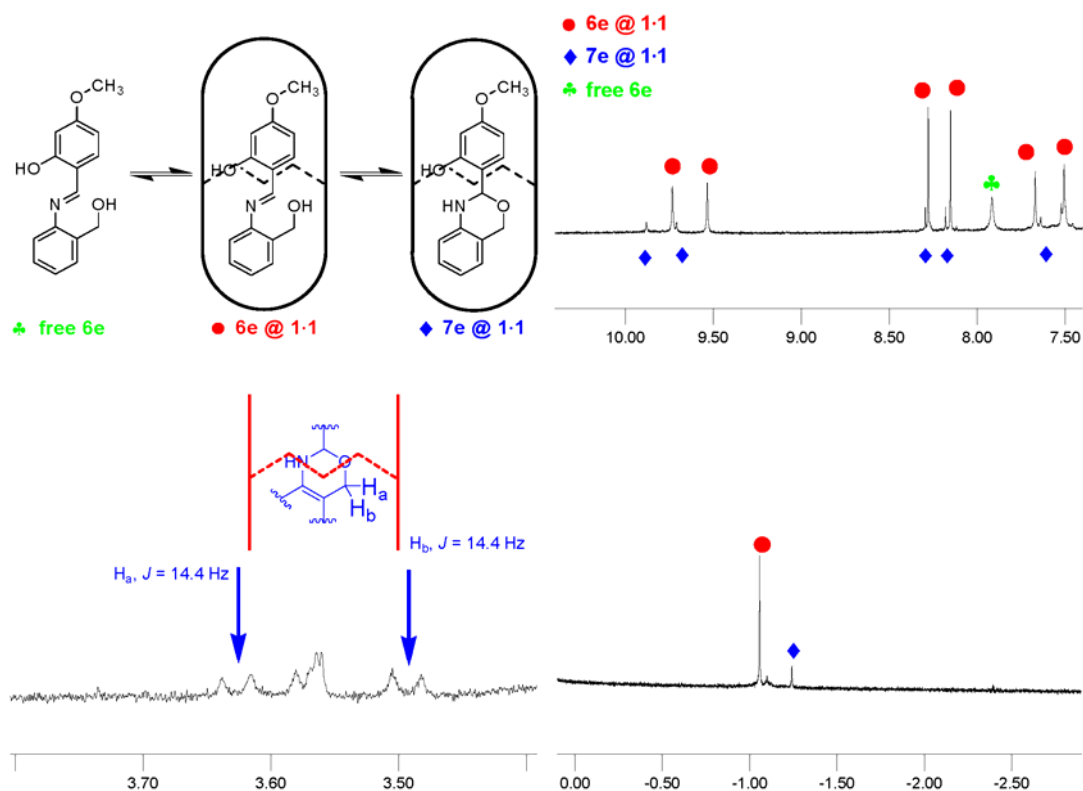 6e @ 1·1
7e @ 1·1
free 6e
O
CH3
HO
N
OH
O
CH3
HO
N
OH
O
CH3
HO
HN
O
free 6e
6e @ 1·1
7e @ 1·1
10.00 9.50 9.00 8.50 8.00 7.50
HN
O
Ha
Hb
Ha, J = 14.4 Hz
Hb, J = 14.4 Hz
3.70 3.60 3.50
0.00 -0.50 -1.00 -1.50 -2.00 -2.50